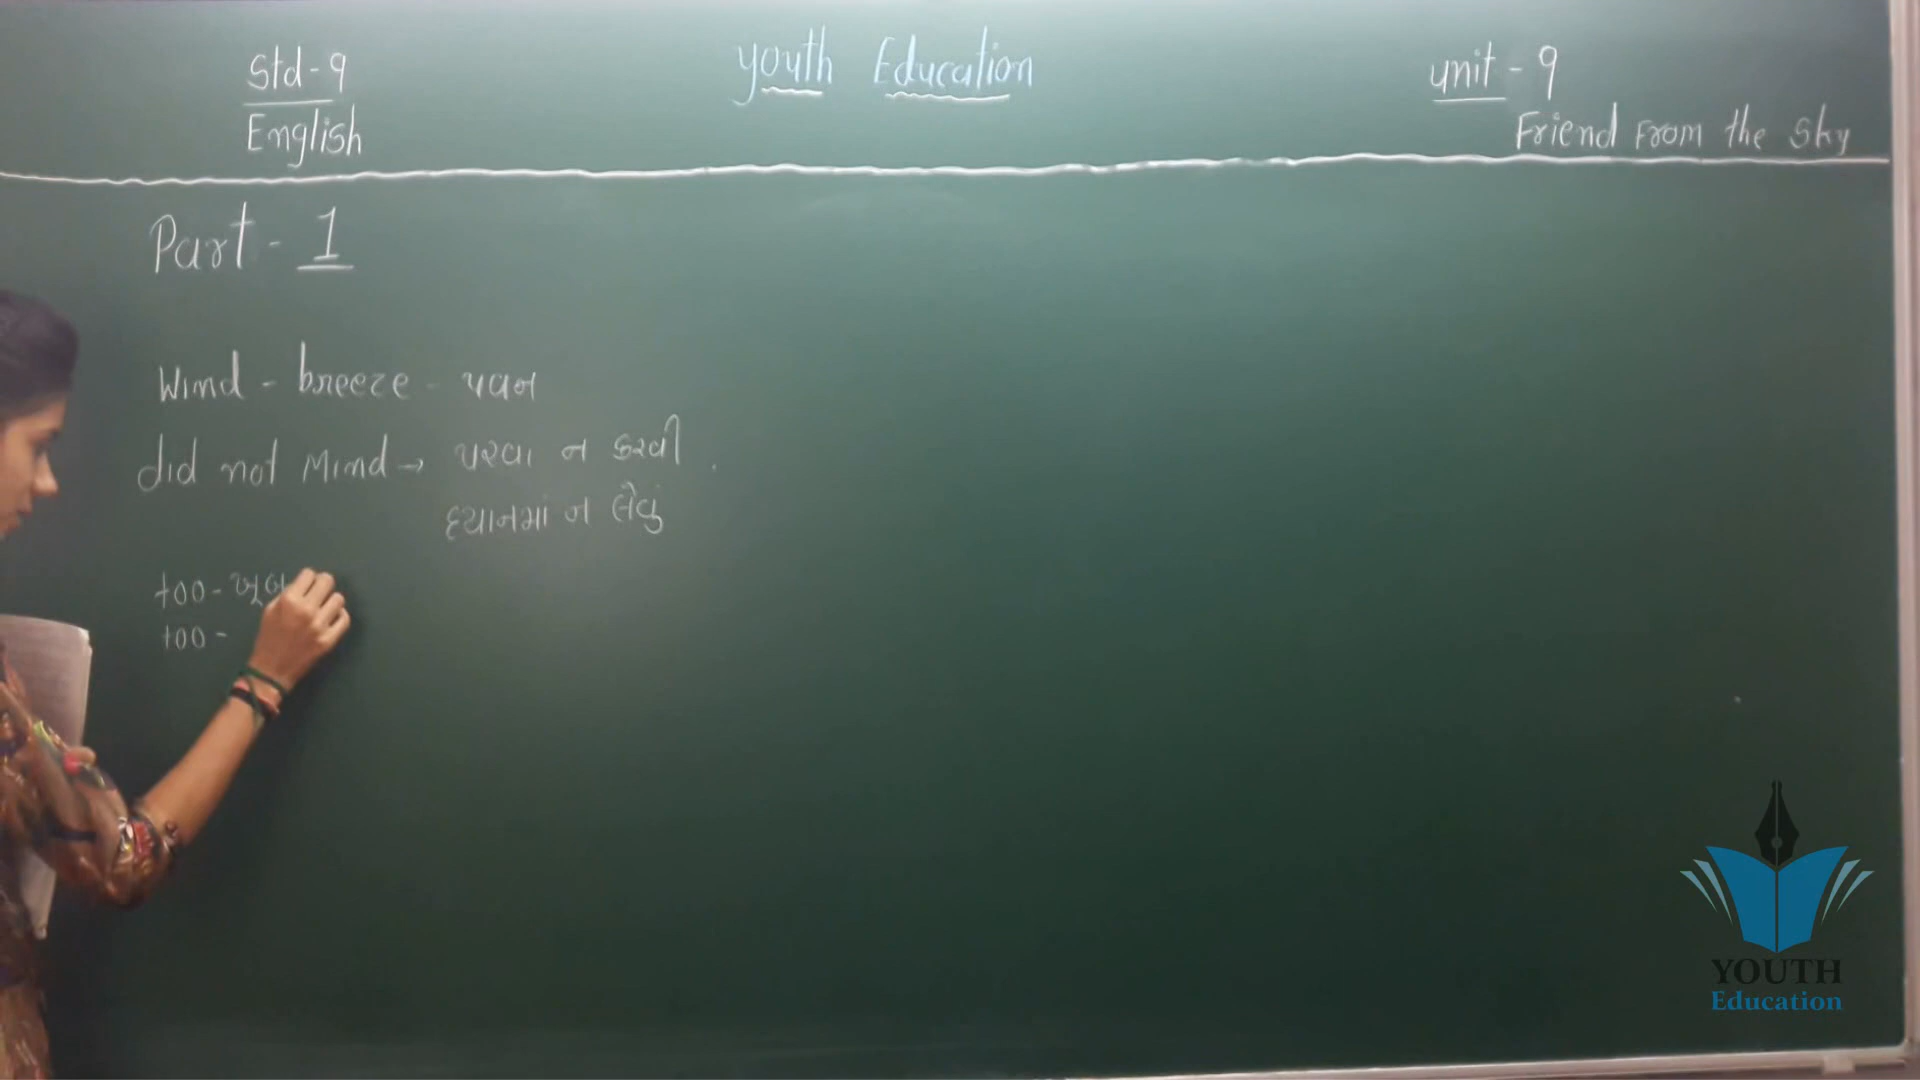 Std-9
English
youth Education
unit - 9
Friend From the Sky
Part - 1
Wind - breeze - પવન
did not Mind → પરવા ન કરવી .
ધ્યાનમાં ન લેવું
too - ખૂબ
too -
YOUTH
Education